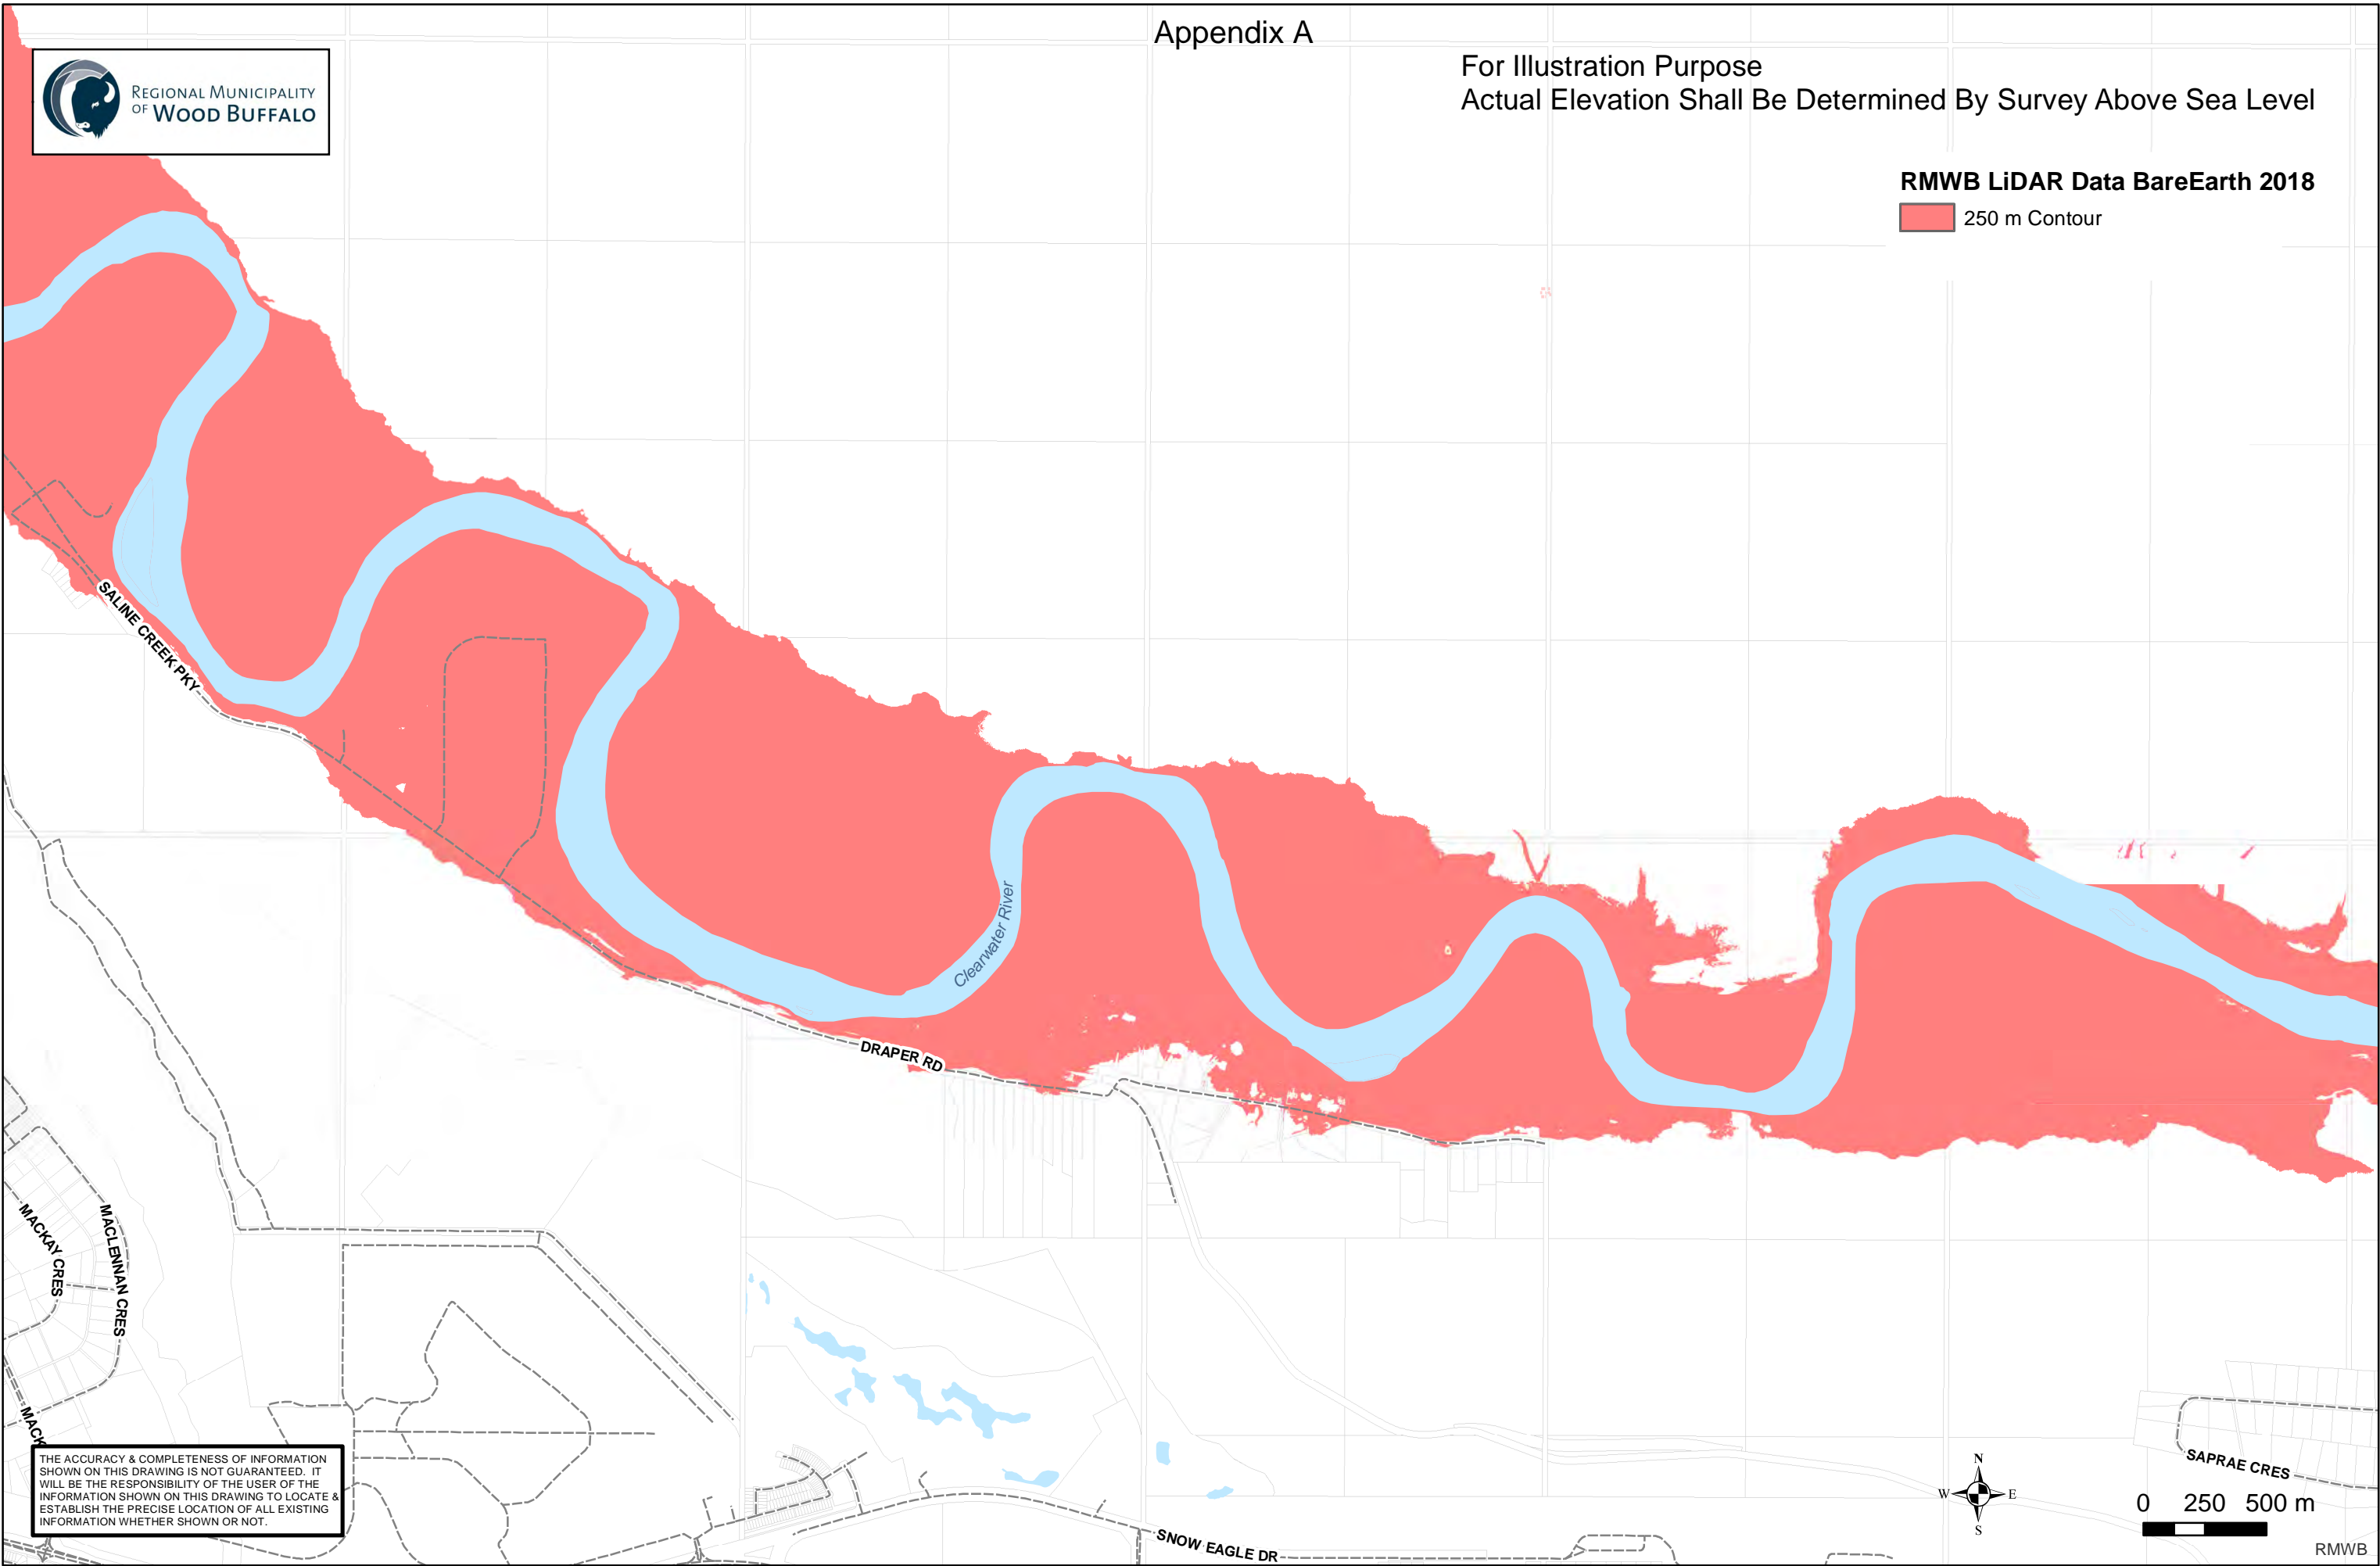 Appendix A
For Illustration Purpose
Actual Elevation Shall Be Determined By Survey Above Sea Level
REGIONAL MUNICIPALITY
OF WOOD BUFFALO
RMWB LiDAR Data BareEarth 2018
250 m Contour
SALINE CREEK PKY
Clearwater River
DRAPER RD
MACKAY CRES
MACLENNAN CRES
MACK
THE ACCURACY & COMPLETENESS OF INFORMATION
SHOWN ON THIS DRAWING IS NOT GUARANTEED. IT
WILL BE THE RESPONSIBILITY OF THE USER OF THE
INFORMATION SHOWN ON THIS DRAWING TO LOCATE &
ESTABLISH THE PRECISE LOCATION OF ALL EXISTING
INFORMATION WHETHER SHOWN OR NOT.
SNOW EAGLE DR
SAPRAE CRES
N
W E
S
0 250 500 m
RMWB